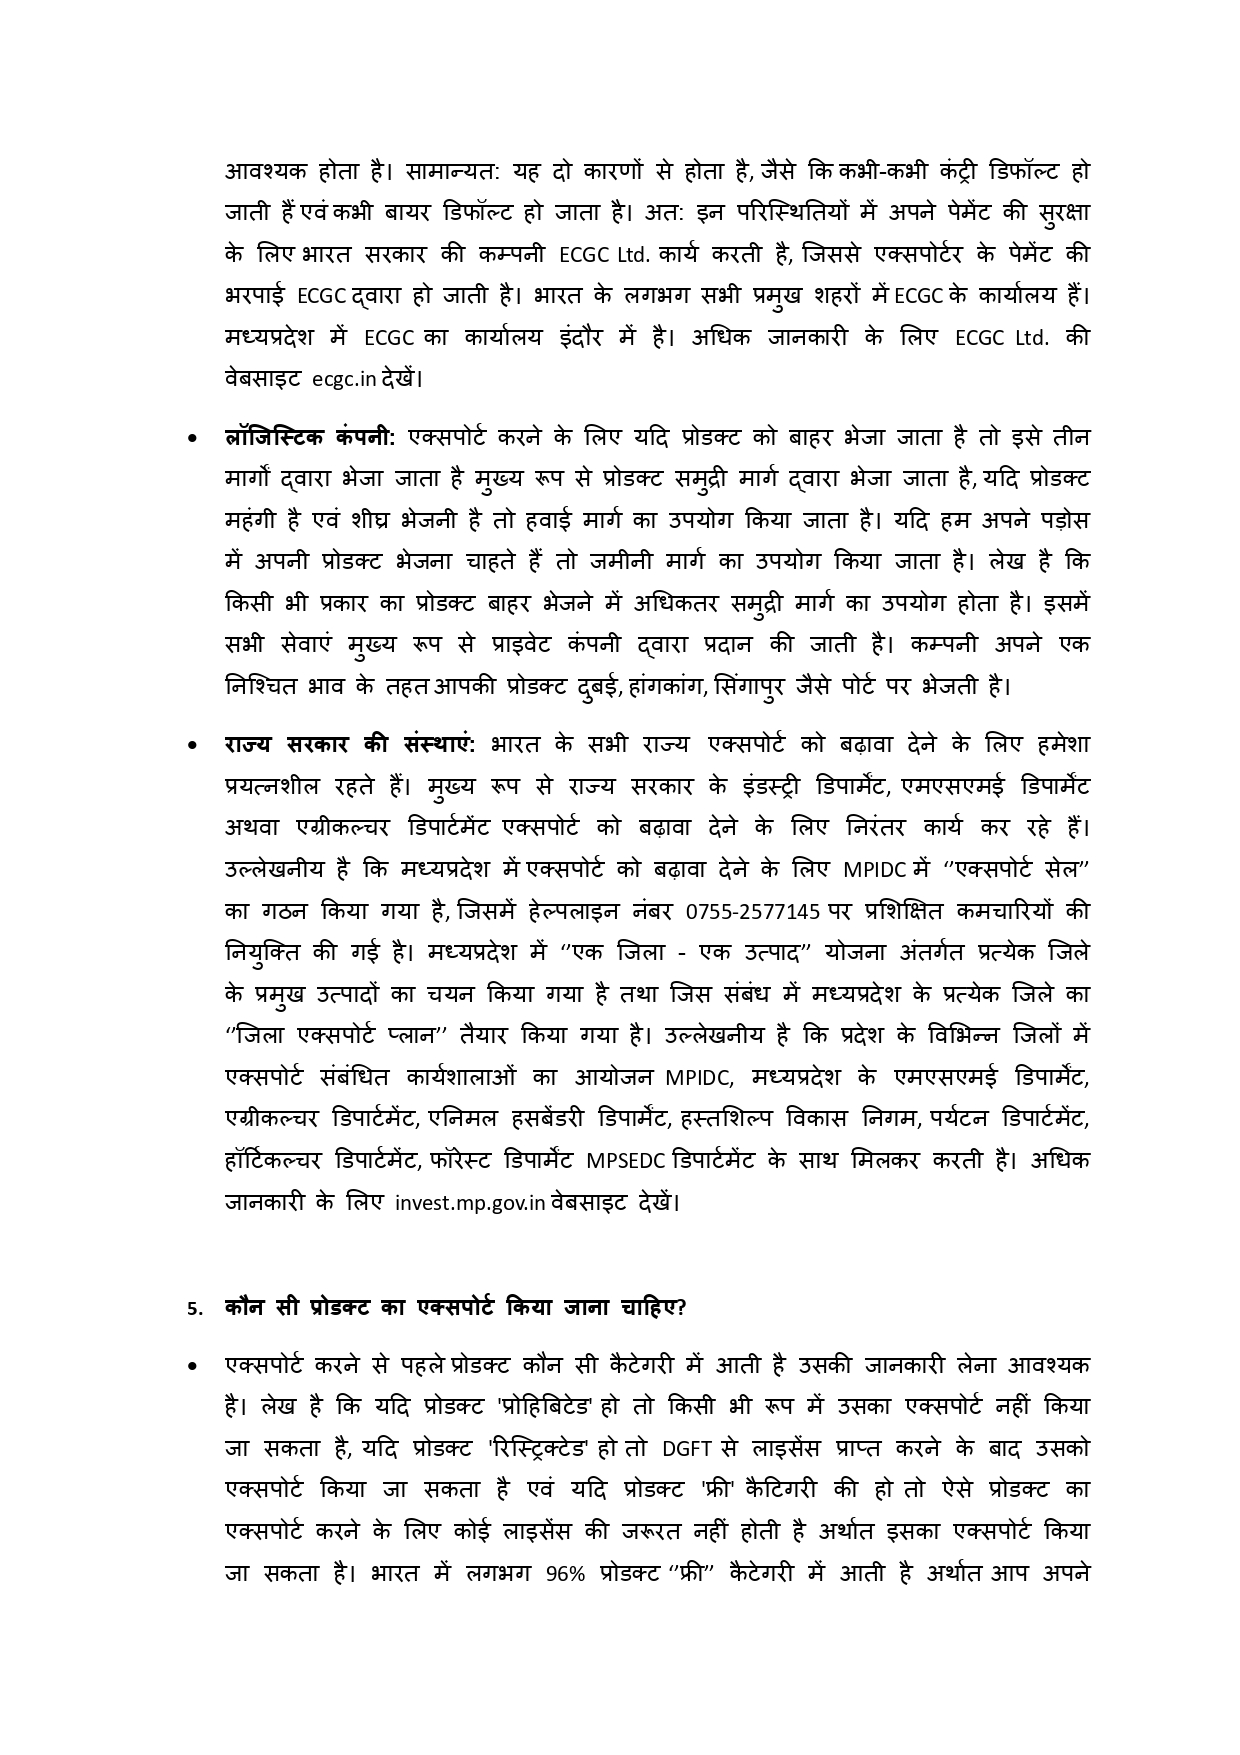 आवश्यक होता है। सामान्यत: यह दो कारणों से होता है, जैसे कि कभी-कभी कंट्री डिफॉल्ट हो
जाती हैं एवं कभी बायर डिफॉल्ट हो जाता है। अत: इन परिस्थितियों में अपने पेमेंट की सुरक्षा
के लिए भारत सरकार की कम्पनी ECGC Ltd. कार्य करती है, जिससे एक्सपोर्टर के पेमेंट की
भरपाई ECGC द्वारा हो जाती है। भारत के लगभग सभी प्रमुख शहरों में ECGC के कार्यालय हैं।
मध्यप्रदेश में ECGC का कार्यालय इंदौर में है। अधिक जानकारी के लिए ECGC Ltd. की
वेबसाइट ecgc.in देखें।
• लॉजिस्टिक कंपनी: एक्सपोर्ट करने के लिए यदि प्रोडक्ट को बाहर भेजा जाता है तो इसे तीन
मार्गों द्वारा भेजा जाता है मुख्य रूप से प्रोडक्ट समुद्री मार्ग द्वारा भेजा जाता है, यदि प्रोडक्ट
महंगी है एवं शीघ्र भेजनी है तो हवाई मार्ग का उपयोग किया जाता है। यदि हम अपने पड़ोस
में अपनी प्रोडक्ट भेजना चाहते हैं तो जमीनी मार्ग का उपयोग किया जाता है। लेख है कि
किसी भी प्रकार का प्रोडक्ट बाहर भेजने में अधिकतर समुद्री मार्ग का उपयोग होता है। इसमें
सभी सेवाएं मुख्य रूप से प्राइवेट कंपनी द्वारा प्रदान की जाती है। कम्पनी अपने एक
निश्चित भाव के तहत आपकी प्रोडक्ट दुबई, हांगकांग, सिंगापुर जैसे पोर्ट पर भेजती है।
• राज्य सरकार की संस्थाएं: भारत के सभी राज्य एक्सपोर्ट को बढ़ावा देने के लिए हमेशा
प्रयत्नशील रहते हैं। मुख्य रूप से राज्य सरकार के इंडस्ट्री डिपार्मेंट, एमएसएमई डिपार्मेंट
अथवा एग्रीकल्चर डिपार्टमेंट एक्सपोर्ट को बढ़ावा देने के लिए निरंतर कार्य कर रहे हैं।
उल्लेखनीय है कि मध्यप्रदेश में एक्सपोर्ट को बढ़ावा देने के लिए MPIDC में ‘’एक्सपोर्ट सेल’’
का गठन किया गया है, जिसमें हेल्पलाइन नंबर 0755-2577145 पर प्रशिक्षित कमचारियों की
नियुक्ति की गई है। मध्यप्रदेश में ‘’एक जिला - एक उत्पाद’’ योजना अंतर्गत प्रत्येक जिले
के प्रमुख उत्पादों का चयन किया गया है तथा जिस संबंध में मध्यप्रदेश के प्रत्येक जिले का
‘’जिला एक्सपोर्ट प्लान’’ तैयार किया गया है। उल्लेखनीय है कि प्रदेश के विभिन्न जिलों में
एक्सपोर्ट संबंधित कार्यशालाओं का आयोजन MPIDC, मध्यप्रदेश के एमएसएमई डिपार्मेंट,
एग्रीकल्चर डिपार्टमेंट, एनिमल हसबेंडरी डिपार्मेंट, हस्तशिल्प विकास निगम, पर्यटन डिपार्टमेंट,
हॉर्टिकल्चर डिपार्टमेंट, फॉरेस्ट डिपार्मेंट MPSEDC डिपार्टमेंट के साथ मिलकर करती है। अधिक
जानकारी के लिए invest.mp.gov.in वेबसाइट देखें।
5. कौन सी प्रोडक्ट का एक्सपोर्ट किया जाना चाहिए?
• एक्सपोर्ट करने से पहले प्रोडक्ट कौन सी कैटेगरी में आती है उसकी जानकारी लेना आवश्यक
है। लेख है कि यदि प्रोडक्ट 'प्रोहिबिटेड' हो तो किसी भी रूप में उसका एक्सपोर्ट नहीं किया
जा सकता है, यदि प्रोडक्ट 'रिस्ट्रिक्टेड' हो तो DGFT से लाइसेंस प्राप्त करने के बाद उसको
एक्सपोर्ट किया जा सकता है एवं यदि प्रोडक्ट 'फ्री' कैटिगरी की हो तो ऐसे प्रोडक्ट का
एक्सपोर्ट करने के लिए कोई लाइसेंस की जरूरत नहीं होती है अर्थात इसका एक्सपोर्ट किया
जा सकता है। भारत में लगभग 96% प्रोडक्ट ‘’फ्री’’ कैटेगरी में आती है अर्थात आप अपने